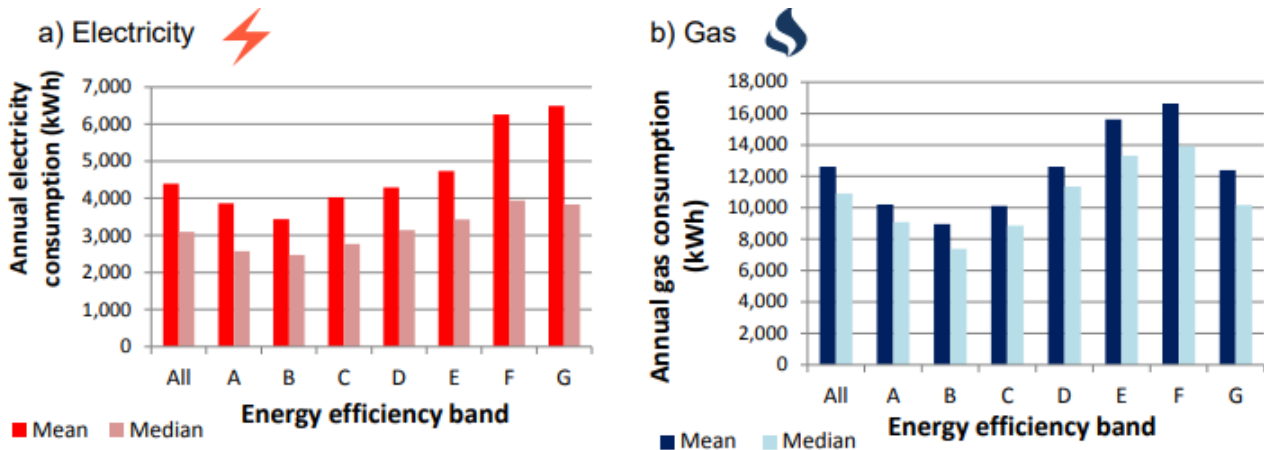 a) Electricity
Annual electricity
consumption (kWh)
7,000
6,000
5,000
4,000
3,000
2,000
1,000
0
All A B C D E F G
Energy efficiency band
Mean Median
b) Gas
Annual gas consumption
(kWh)
18,000
16,000
14,000
12,000
10,000
8,000
6,000
4,000
2,000
0
All A B C D E F G
Energy efficiency band
Mean Median